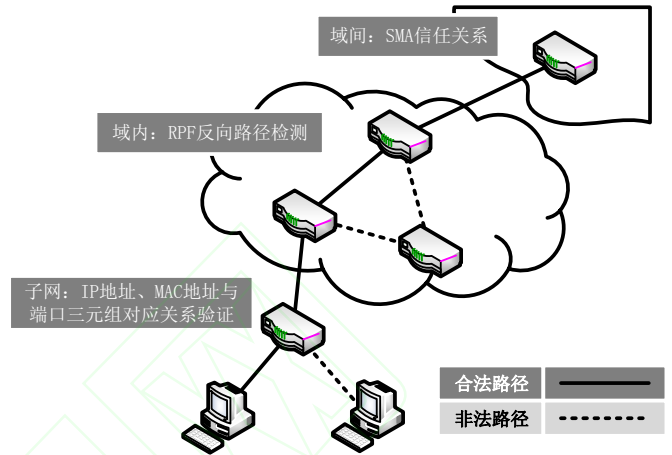 域间：SMA信任关系
域内：RPF反向路径检测
子网：IP地址、MAC地址与
端口三元组对应关系验证
合法路径
非法路径